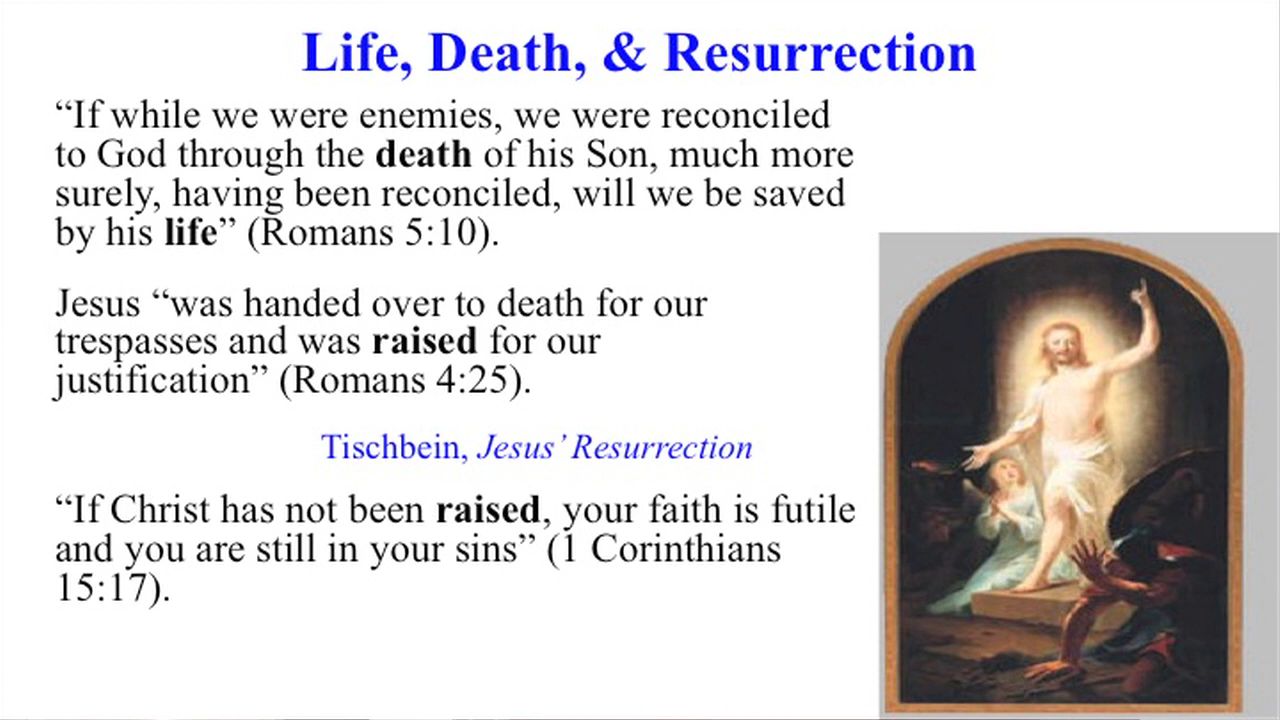 Life, Death, & Resurrection
“If while we were enemies, we were reconciled
to God through the death of his Son, much more
surely, having been reconciled, will we be saved
by his life” (Romans 5:10).
Jesus “was handed over to death for our
trespasses and was raised for our
justification” (Romans 4:25).
Tischbein, Jesus’ Resurrection
“If Christ has not been raised, your faith is futile
and you are still in your sins” (1 Corinthians
15:17).